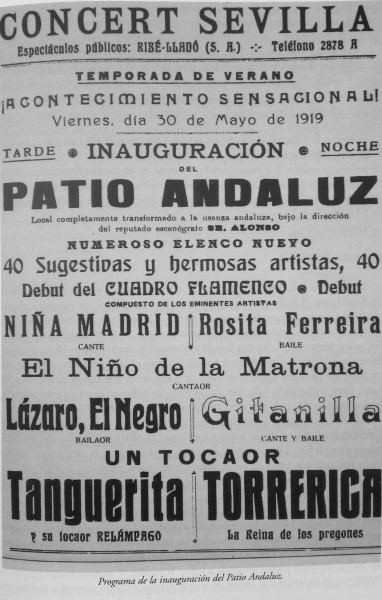 CONCERT SEVILLA
Espectáculos públicos: RIBÉ-LLADÓ (S. A.) -:- Teléfono 2878 A
TEMPORADA DE VERANO
¡ACONTECIMIENTO SENSACIONAL!
Viernes, día 30 de Mayo de 1919
TARDE • INAUGURACIÓN • NOCHE
DEL
PATIO ANDALUZ
Local completamente transformado a la usanza andaluza, bajo la dirección
del reputado escenógrafo SR. ALONSO
NUMEROSO ELENCO NUEVO
40 Sugestivas y hermosas artistas, 40
Debut del CUADRO FLAMENCO • Debut
COMPUESTO DE LOS EMINENTES ARTISTAS
NIÑA MADRID Rosita Ferreira
CANTE BAILE
El Niño de la Matrona
CANTAOR
Lázaro, El Negro Gitanilla
BAILAOR CANTE Y BAILE
UN TOCAOR
Tanguerita TORRERICA
y su tocaor RELÁMPAGO La Reina de los pregones
Programa de la inauguración del Patio Andaluz.